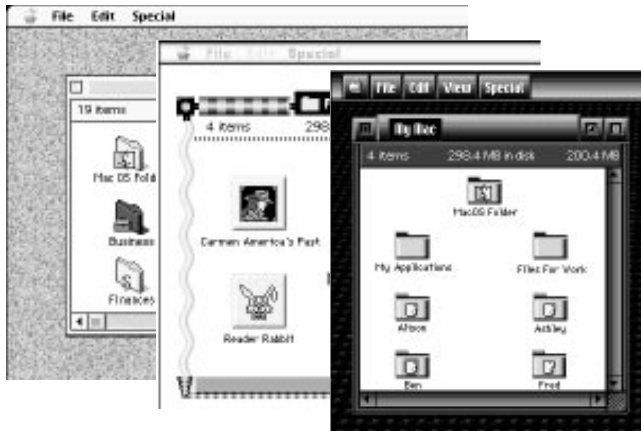 File Edit Special
19 items
Mac OS Fold
Business
Finances
File Edit Special
4 items 298.
Carmen America's Past
Reader Rabbit
File Edit View Special
My Mac
4 items 298.4 MB in disk 200.4 MB
MacOS Folder
My Applications
Files For Work
Alison
Ashley
Ben
Fred